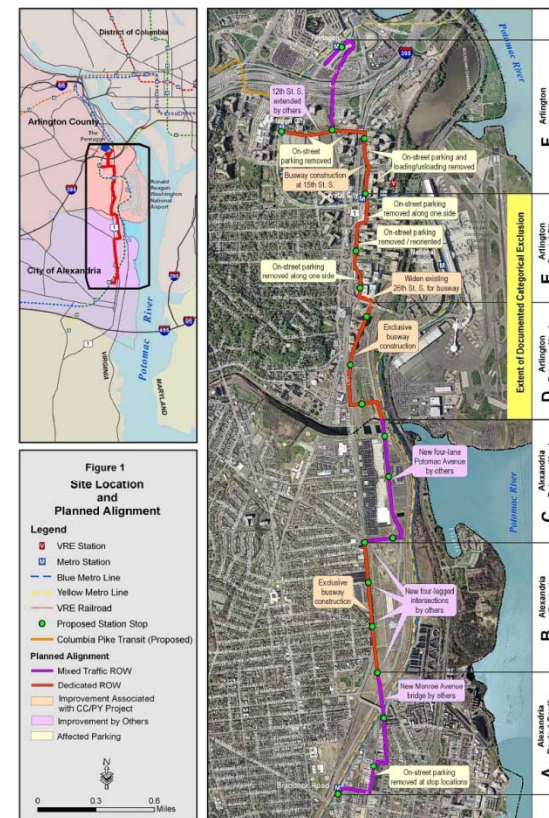 District of Columbia
66
Arlington County
The
Pentagon
Ronald
Reagan
Washington
National
Airport
395
1
City of Alexandria
Potomac River
495
1
VIRGINIA
MARYLAND
Figure 1
Site Location
and
Planned Alignment
Legend
V VRE Station
M Metro Station
Blue Metro Line
Yellow Metro Line
VRE Railroad
Proposed Station Stop
Columbia Pike Transit (Proposed)
Planned Alignment
Mixed Traffic ROW
Dedicated ROW
Improvement Associated
with CC/PY Project
Improvement by Others
Affected Parking
N
0 0.3 0.6
Miles
Potomac
River
395
12th St. S.
extended
by others
On-street
parking removed
Busway construction
at 15th St. S.
On-street parking and
loading/unloading removed
On-street parking
removed along one side
On-street parking
removed / reoriented
On-street parking
removed along one side
Widen existing
26th St. S. for busway
Exclusive
busway
construction
New four-lane
Potomac Avenue
by others
Potomac River
Exclusive
busway
construction
New four-legged
intersections
by others
New Monroe Avenue
bridge by others
On-street parking
removed at stop locations
Braddock Road
Extent of Documented Categorical Exclusion
Arlington
F
Arlington
E
Arlington
D
Alexandria
C
Alexandria
B
Alexandria
A